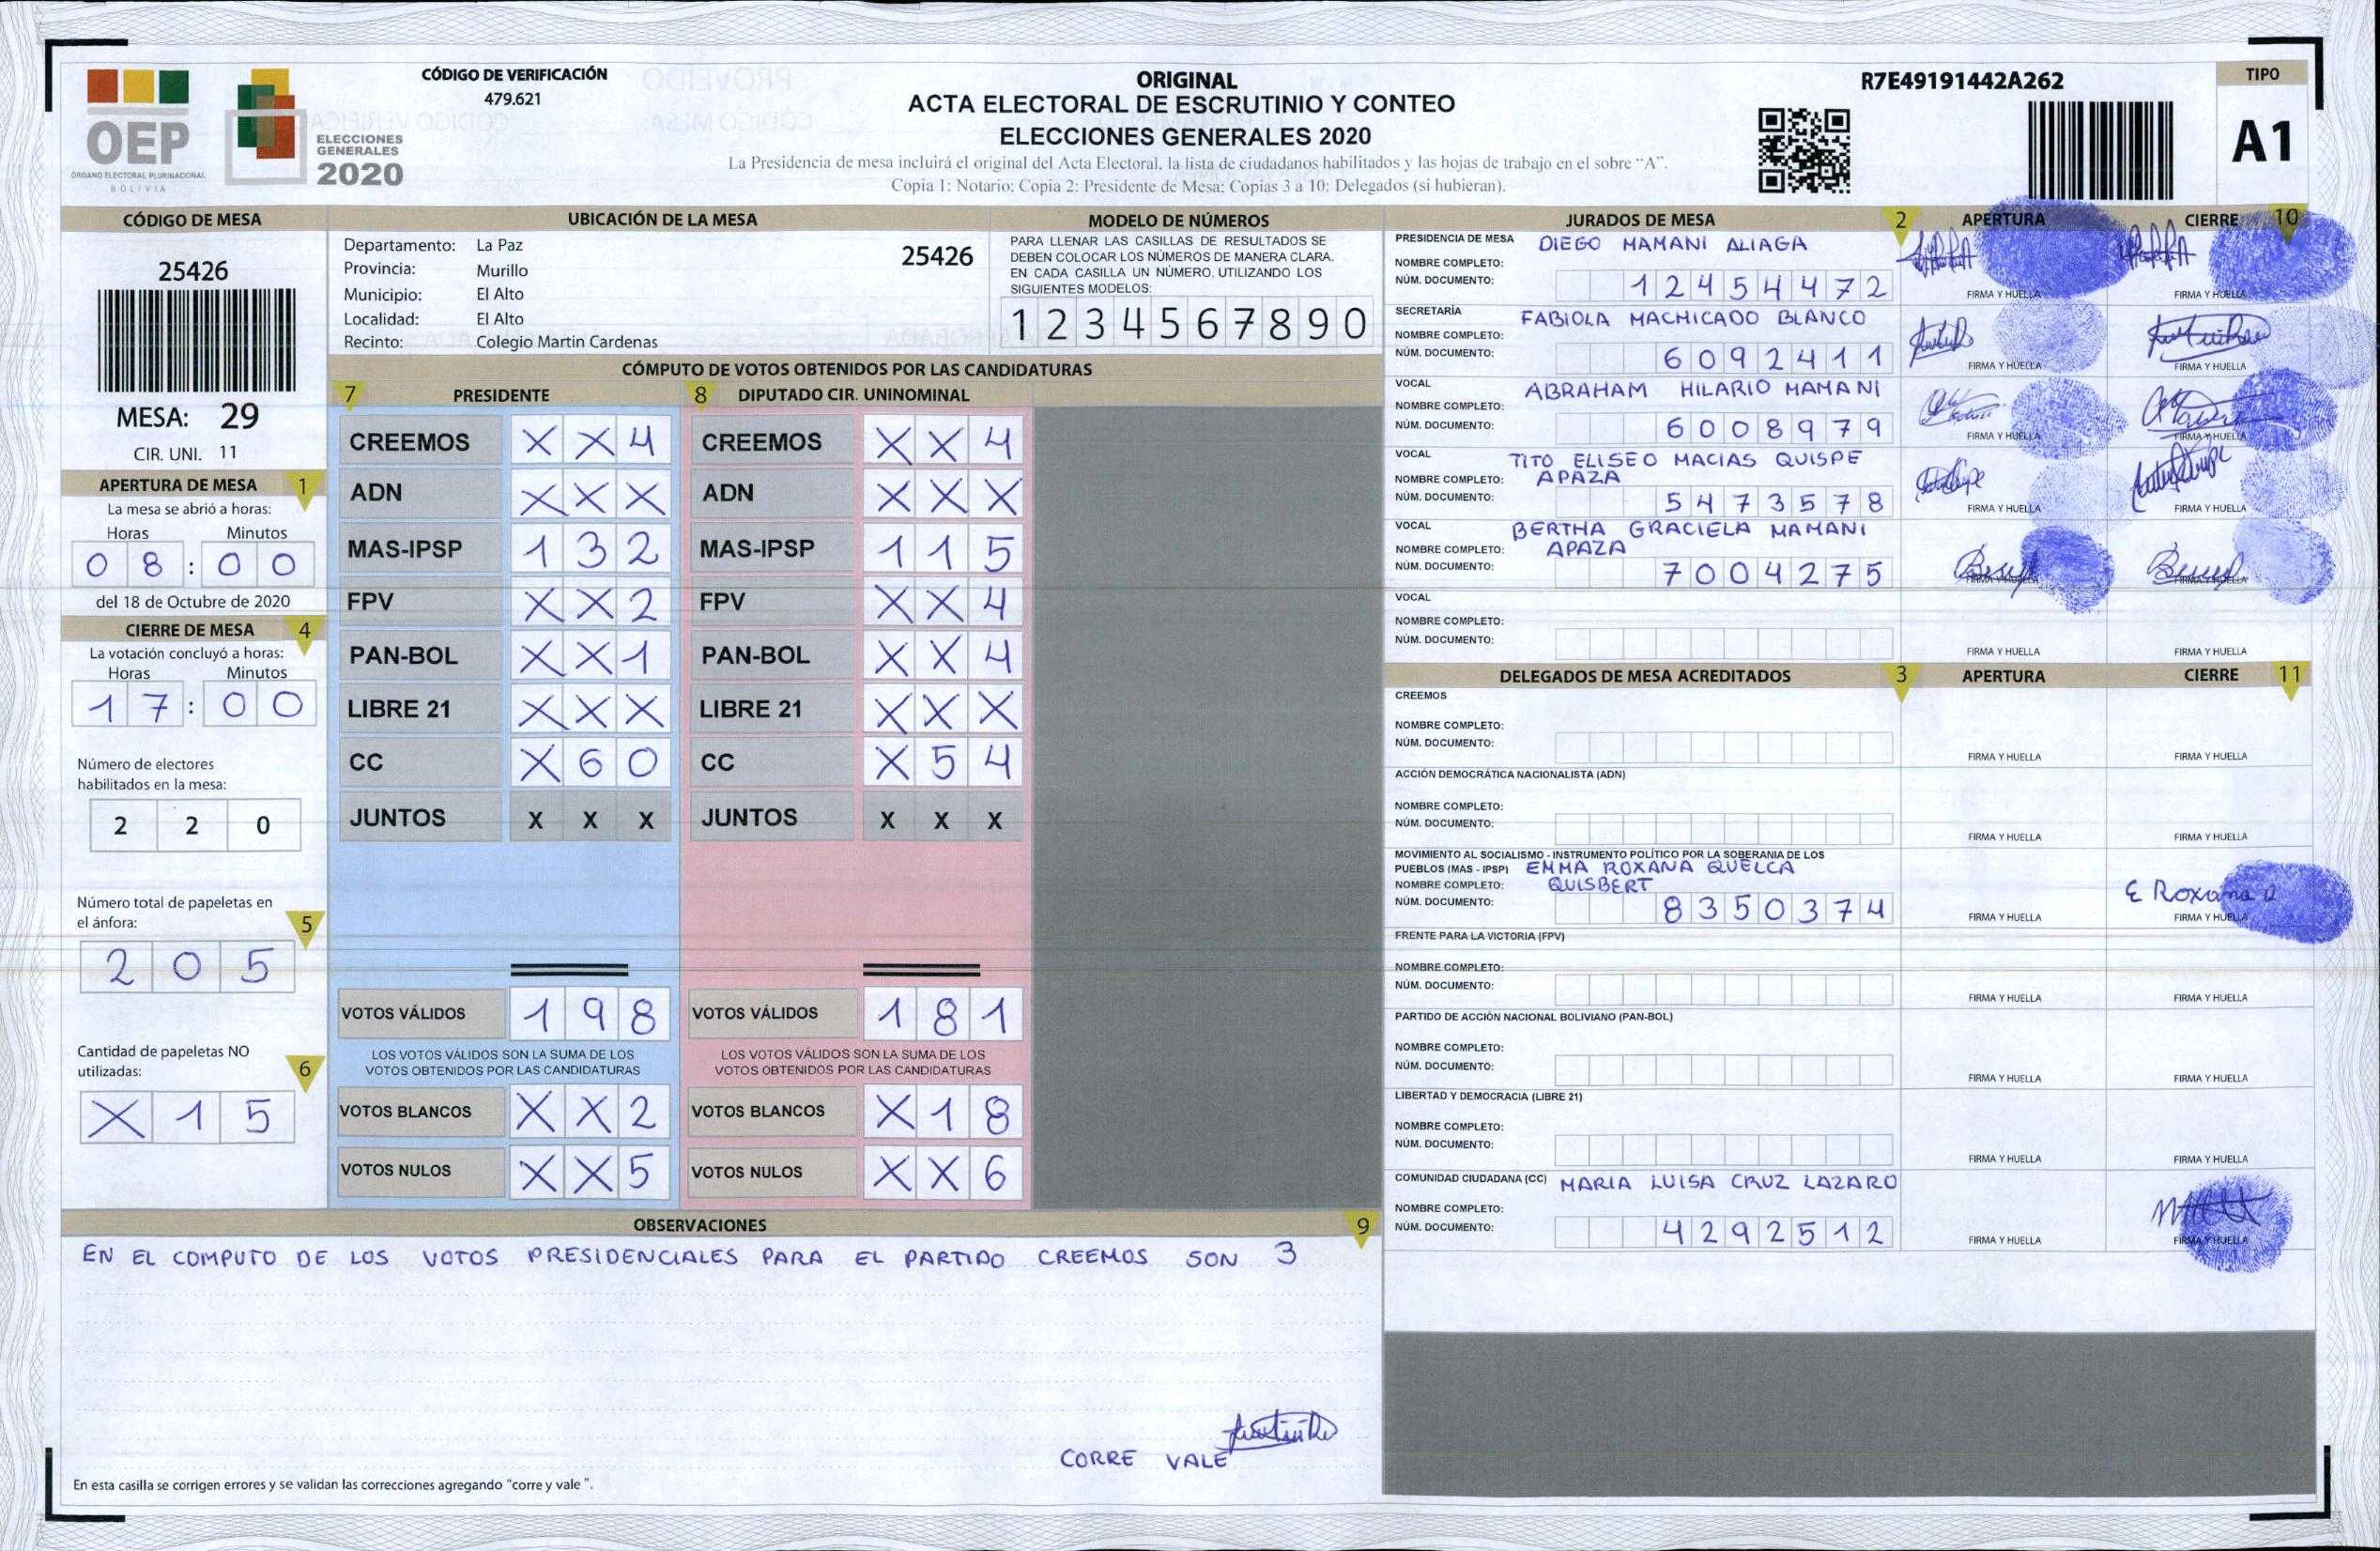 CÓDIGO DE VERIFICACIÓN
479.621
OEP
ÓRGANO ELECTORAL PLURINACIONAL
BOLIVIA
ELECCIONES
GENERALES
2020
ORIGINAL
ACTA ELECTORAL DE ESCRUTINIO Y CONTEO
ELECCIONES GENERALES 2020
La Presidencia de mesa incluirá el original del Acta Electoral, la lista de ciudadanos habilitados y las hojas de trabajo en el sobre “A”.
Copia 1: Notario; Copia 2: Presidente de Mesa; Copias 3 a 10: Delegados (si hubieran).
R7E49191442A262
TIPO
A1
CÓDIGO DE MESA
25426
MESA: 29
CIR. UNI. 11
APERTURA DE MESA 1
La mesa se abrió a horas:
Horas Minutos
0 8 : 0 0
del 18 de Octubre de 2020
CIERRE DE MESA 4
La votación concluyó a horas:
Horas Minutos
1 7 : 0 0
Número de electores
habilitados en la mesa:
2 2 0
Número total de papeletas en
el ánfora: 5
2 0 5
Cantidad de papeletas NO
utilizadas: 6
X 1 5
UBICACIÓN DE LA MESA
Departamento: La Paz 25426
Provincia: Murillo
Municipio: El Alto
Localidad: El Alto
Recinto: Colegio Martin Cardenas
MODELO DE NÚMEROS
PARA LLENAR LAS CASILLAS DE RESULTADOS SE
DEBEN COLOCAR LOS NÚMEROS DE MANERA CLARA.
EN CADA CASILLA UN NÚMERO, UTILIZANDO LOS
SIGUIENTES MODELOS:
1 2 3 4 5 6 7 8 9 0
CÓMPUTO DE VOTOS OBTENIDOS POR LAS CANDIDATURAS
7 PRESIDENTE 8 DIPUTADO CIR. UNINOMINAL
CREEMOS X X 4 CREEMOS X X 4
ADN X X X ADN X X X
MAS-IPSP 1 3 2 MAS-IPSP 1 1 5
FPV X X 2 FPV X X 4
PAN-BOL X X 1 PAN-BOL X X 4
LIBRE 21 X X X LIBRE 21 X X X
CC X 6 0 CC X 5 4
JUNTOS X X X JUNTOS X X X
VOTOS VÁLIDOS 1 9 8 VOTOS VÁLIDOS 1 8 1
LOS VOTOS VÁLIDOS SON LA SUMA DE LOS LOS VOTOS VÁLIDOS SON LA SUMA DE LOS
VOTOS OBTENIDOS POR LAS CANDIDATURAS VOTOS OBTENIDOS POR LAS CANDIDATURAS
VOTOS BLANCOS X X 2 VOTOS BLANCOS X 1 8
VOTOS NULOS X X 5 VOTOS NULOS X X 6
OBSERVACIONES 9
EN EL COMPUTO DE LOS VOTOS PRESIDENCIALES PARA EL PARTIDO CREEMOS SON 3
CORRE VALE
En esta casilla se corrigen errores y se validan las correcciones agregando "corre y vale ".
JURADOS DE MESA 2 APERTURA CIERRE 10
PRESIDENCIA DE MESA DIEGO MAMANI ALIAGA
NOMBRE COMPLETO:
NÚM. DOCUMENTO: 1 2 4 5 4 4 7 2
FIRMA Y HUELLA FIRMA Y HUELLA
SECRETARÍA FABIOLA MACHICADO BLANCO
NOMBRE COMPLETO:
NÚM. DOCUMENTO: 6 0 9 2 4 1 1
FIRMA Y HUELLA FIRMA Y HUELLA
VOCAL ABRAHAM HILARIO MAMANI
NOMBRE COMPLETO:
NÚM. DOCUMENTO: 6 0 0 8 9 7 9
FIRMA Y HUELLA FIRMA Y HUELLA
VOCAL TITO ELISEO MACIAS QUISPE
NOMBRE COMPLETO: APAZA
NÚM. DOCUMENTO: 5 4 7 3 5 7 8
FIRMA Y HUELLA FIRMA Y HUELLA
VOCAL BERTHA GRACIELA MAMANI
NOMBRE COMPLETO: APAZA
NÚM. DOCUMENTO: 7 0 0 4 2 7 5
FIRMA Y HUELLA FIRMA Y HUELLA
VOCAL
NOMBRE COMPLETO:
NÚM. DOCUMENTO:
FIRMA Y HUELLA FIRMA Y HUELLA
DELEGADOS DE MESA ACREDITADOS 3 APERTURA CIERRE 11
CREEMOS
NOMBRE COMPLETO:
NÚM. DOCUMENTO:
FIRMA Y HUELLA FIRMA Y HUELLA
ACCIÓN DEMOCRÁTICA NACIONALISTA (ADN)
NOMBRE COMPLETO:
NÚM. DOCUMENTO:
FIRMA Y HUELLA FIRMA Y HUELLA
MOVIMIENTO AL SOCIALISMO - INSTRUMENTO POLÍTICO POR LA SOBERANIA DE LOS
PUEBLOS (MAS - IPSP) EMMA ROXANA QUELCA
NOMBRE COMPLETO: QUISBERT
NÚM. DOCUMENTO: 8 3 5 0 3 7 4
E Roxana Q
FIRMA Y HUELLA FIRMA Y HUELLA
FRENTE PARA LA VICTORIA (FPV)
NOMBRE COMPLETO:
NÚM. DOCUMENTO:
FIRMA Y HUELLA FIRMA Y HUELLA
PARTIDO DE ACCIÓN NACIONAL BOLIVIANO (PAN-BOL)
NOMBRE COMPLETO:
NÚM. DOCUMENTO:
FIRMA Y HUELLA FIRMA Y HUELLA
LIBERTAD Y DEMOCRACIA (LIBRE 21)
NOMBRE COMPLETO:
NÚM. DOCUMENTO:
FIRMA Y HUELLA FIRMA Y HUELLA
COMUNIDAD CIUDADANA (CC) MARIA LUISA CRUZ LAZARO
NOMBRE COMPLETO:
NÚM. DOCUMENTO: 4 2 9 2 5 1 2
FIRMA Y HUELLA FIRMA Y HUELLA